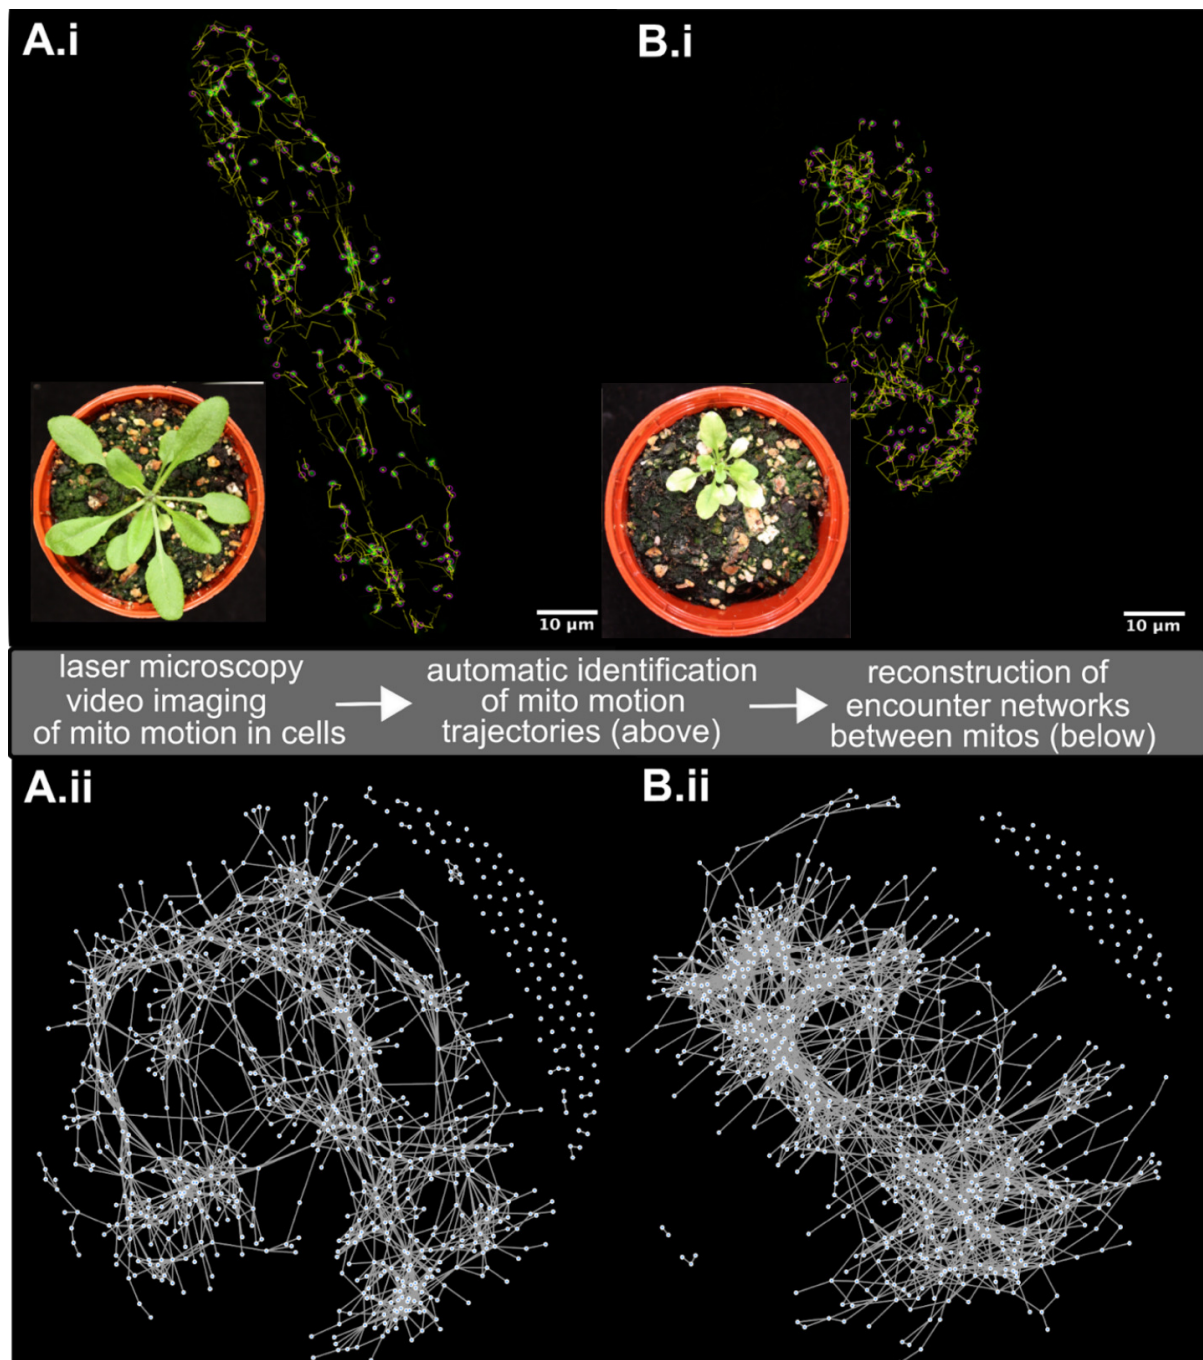 A.i
B.i
10 µm
10 µm
laser microscopy
video imaging
of mito motion in cells
automatic identification
of mito motion
trajectories (above)
reconstruction of
encounter networks
between mitos (below)
A.ii
B.ii